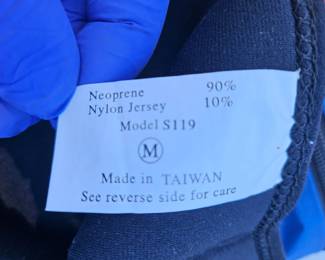 Neoprene 90%
Nylon Jersey 10%
Model S119
M
Made in TAIWAN
See reverse side for care